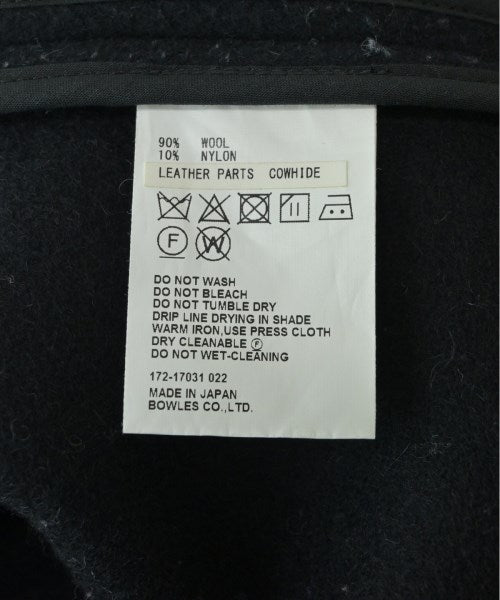 90% WOOL
10% NYLON
LEATHER PARTS COWHIDE
F W
DO NOT WASH
DO NOT BLEACH
DO NOT TUMBLE DRY
DRIP LINE DRYING IN SHADE
WARM IRON,USE PRESS CLOTH
DRY CLEANABLE Ⓕ
DO NOT WET-CLEANING
172-17031 022
MADE IN JAPAN
BOWLES CO.,LTD.